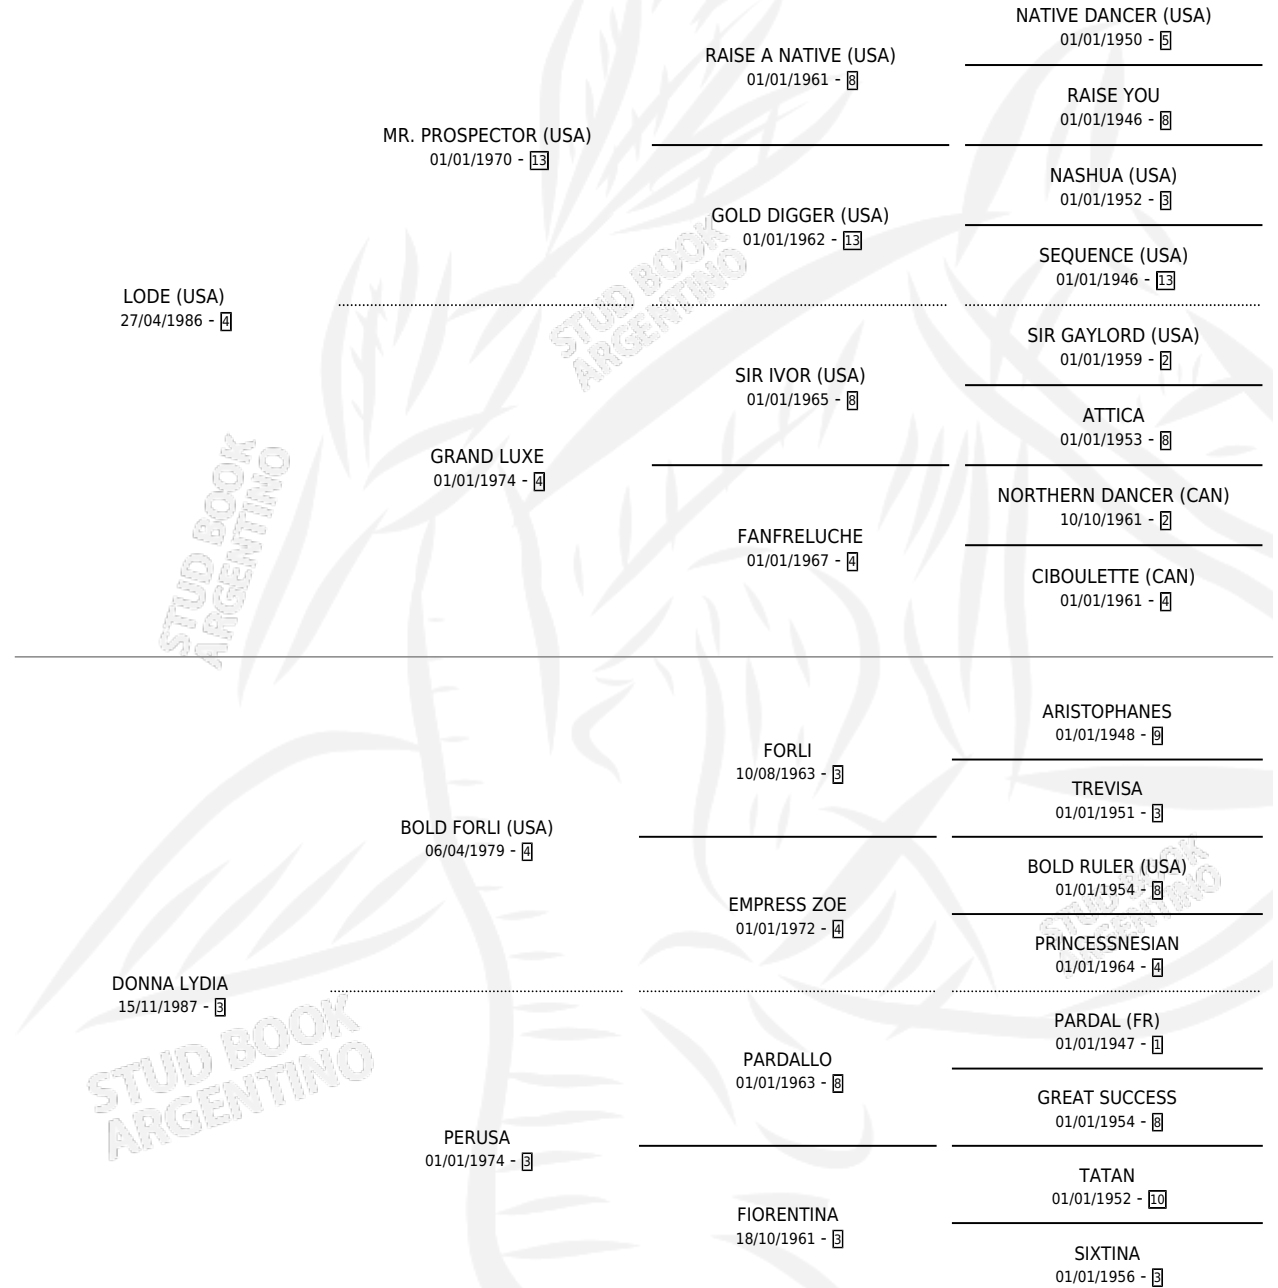 NATIVE DANCER (USA)
01/01/1950 - 5
RAISE A NATIVE (USA)
01/01/1961 - 8
RAISE YOU
01/01/1946 - 8
MR. PROSPECTOR (USA)
01/01/1970 - 13
NASHUA (USA)
01/01/1952 - 3
GOLD DIGGER (USA)
01/01/1962 - 13
SEQUENCE (USA)
01/01/1946 - 13
LODE (USA)
27/04/1986 - 4
STUD BOOK
ARGENTINO
SIR GAYLORD (USA)
01/01/1959 - 2
SIR IVOR (USA)
01/01/1965 - 8
ATTICA
01/01/1953 - 8
GRAND LUXE
01/01/1974 - 4
STUD BOOK
ARGENTINO
NORTHERN DANCER (CAN)
10/10/1961 - 2
FANFRELUCHE
01/01/1967 - 4
CIBOULETTE (CAN)
01/01/1961 - 4
ARISTOPHANES
01/01/1948 - 9
FORLI
10/08/1963 - 3
TREVISA
01/01/1951 - 3
BOLD FORLI (USA)
06/04/1979 - 4
BOLD RULER (USA)
01/01/1954 - 8
STUD BOOK
ARGENTINO
EMPRESS ZOE
01/01/1972 - 4
PRINCESSNESIAN
01/01/1964 - 4
DONNA LYDIA
15/11/1987 - 3
STUD BOOK
ARGENTINO
PARDAL (FR)
01/01/1947 - 1
PARDALLO
01/01/1963 - 8
GREAT SUCCESS
01/01/1954 - 8
PERUSA
01/01/1974 - 3
TATAN
01/01/1952 - 10
FIORENTINA
18/10/1961 - 3
SIXTINA
01/01/1956 - 3